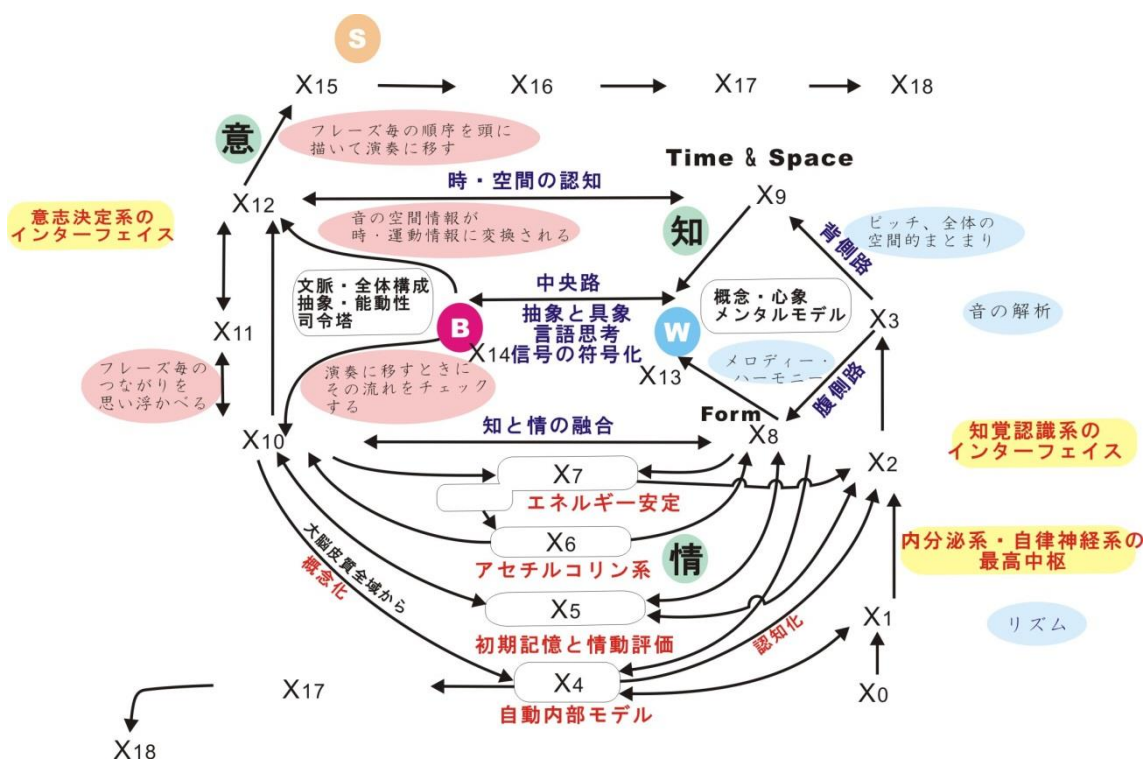 S
X15
X16
X17
X18
意
フレーズ毎の順序を頭に
描いて演奏に移す
Time & Space
X12
時・空間の認知
X9
意志決定系の
インターフェイス
音の空間情報が
時・運動情報に変換される
知
ピッチ、全体の
空間的まとまり
背側路
文脈・全体構成
抽象・能動性
司令塔
中央路
概念・心象
メンタルモデル
X11
B
抽象と具象
言語思考
信号の符号化
W
X3
音の解析
X14
X13
メロディー・
ハーモニー
フレーズ毎の
つながりを
思い浮かべる
演奏に移すときに
その流れをチェック
する
腹側路
Form
X10
知と情の融合
X8
知覚認識系の
インターフェイス
X7
X2
エネルギー安定
X6
情
内分泌系・自律神経系の
最高中枢
アセチルコリン系
大脳皮質全域から
概念化
X5
X1
リズム
初期記憶と情動評価
認知化
X17
X4
X0
自動内部モデル
X18